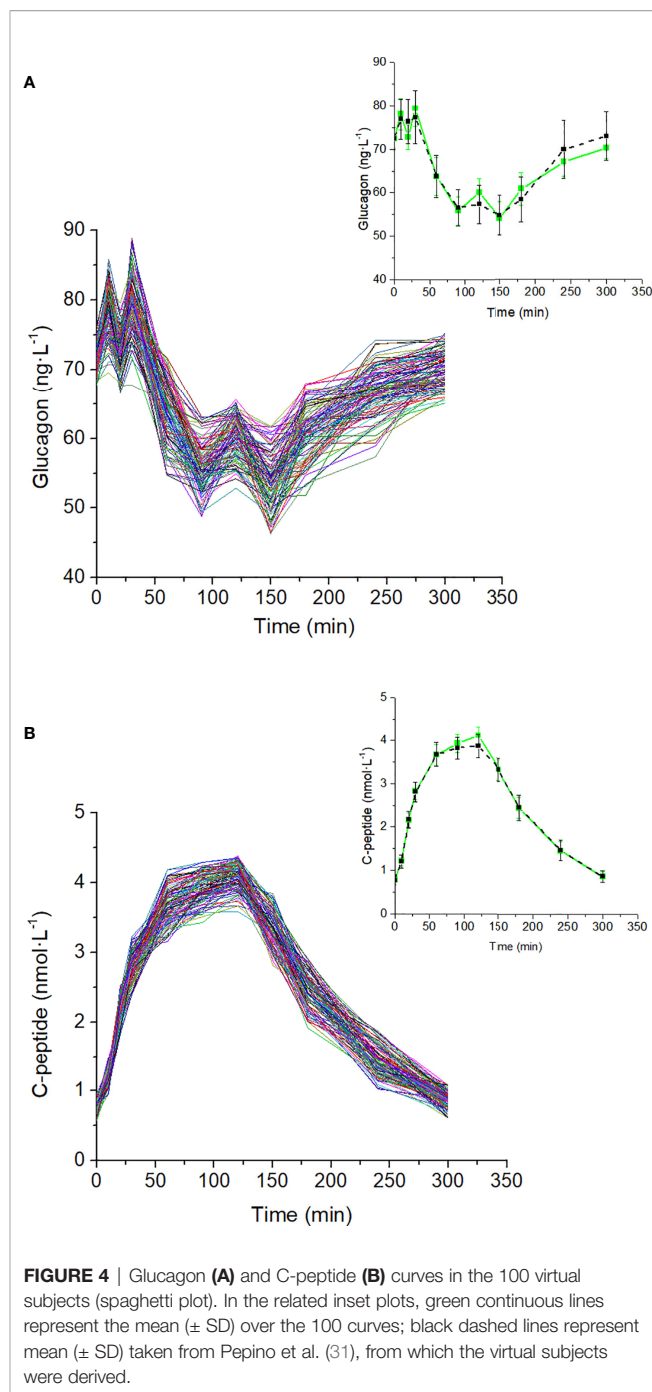 A
90
80
70
60
50
40
0 50 100 150 200 250 300
Time (min)
Glucagon (ng·L⁻¹)
90
80
70
60
50
40
0 50 100 150 200 250 300 350
Time (min)
Glucagon (ng·L⁻¹)
B
5
4
3
2
1
0
0 50 100 150 200 250 300 350
Tme (min)
C-peptide (nmol·L⁻¹)
5
4
3
2
1
0
0 50 100 150 200 250 300 350
Time (min)
C-peptide (nmol·L⁻¹)
FIGURE 4 | Glucagon (A) and C-peptide (B) curves in the 100 virtual
subjects (spaghetti plot). In the related inset plots, green continuous lines
represent the mean (± SD) over the 100 curves; black dashed lines represent
mean (± SD) taken from Pepino et al. (31), from which the virtual subjects
were derived.